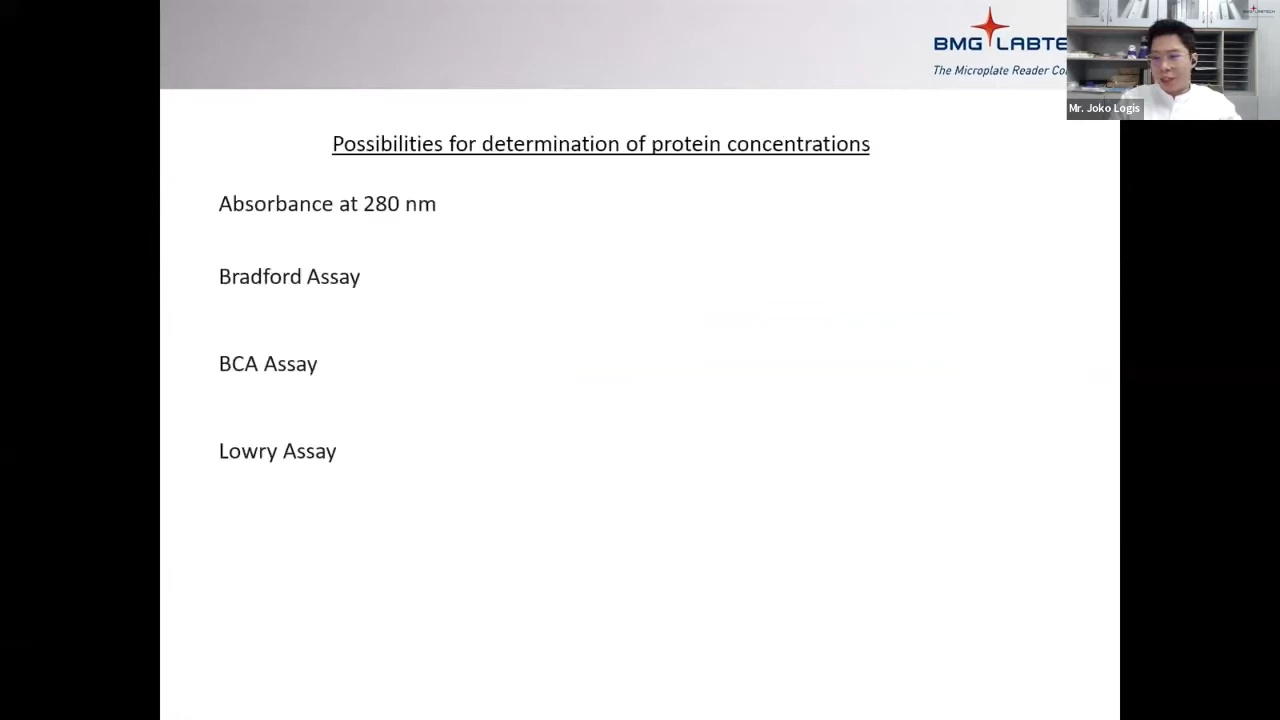 BMG LABTE
The Microplate Reader Co
Mr. Joko Logis
Possibilities for determination of protein concentrations
Absorbance at 280 nm
Bradford Assay
BCA Assay
Lowry Assay